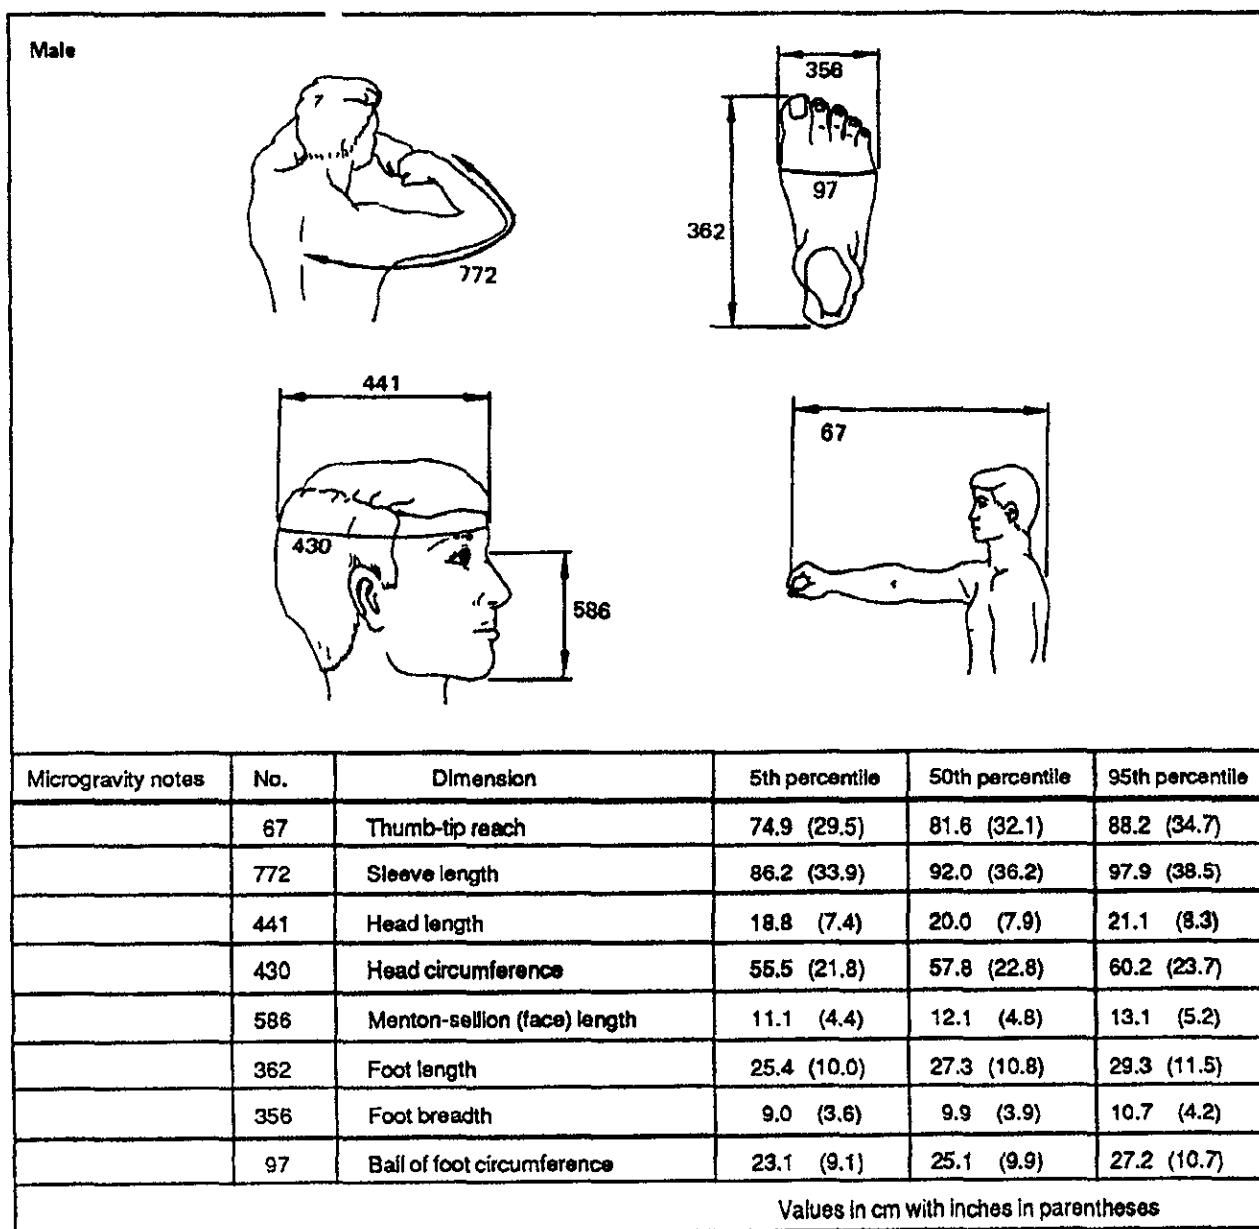 Male
356
97
362
772
441
430
586
67
Microgravity notes No. Dimension 5th percentile 50th percentile 95th percentile
67 Thumb-tip reach 74.9 (29.5) 81.6 (32.1) 88.2 (34.7)
772 Sleeve length 86.2 (33.9) 92.0 (36.2) 97.9 (38.5)
441 Head length 18.8 (7.4) 20.0 (7.9) 21.1 (8.3)
430 Head circumference 55.5 (21.8) 57.8 (22.8) 60.2 (23.7)
586 Menton-sellion (face) length 11.1 (4.4) 12.1 (4.8) 13.1 (5.2)
362 Foot length 25.4 (10.0) 27.3 (10.8) 29.3 (11.5)
356 Foot breadth 9.0 (3.6) 9.9 (3.9) 10.7 (4.2)
97 Ball of foot circumference 23.1 (9.1) 25.1 (9.9) 27.2 (10.7)
Values in cm with inches in parentheses